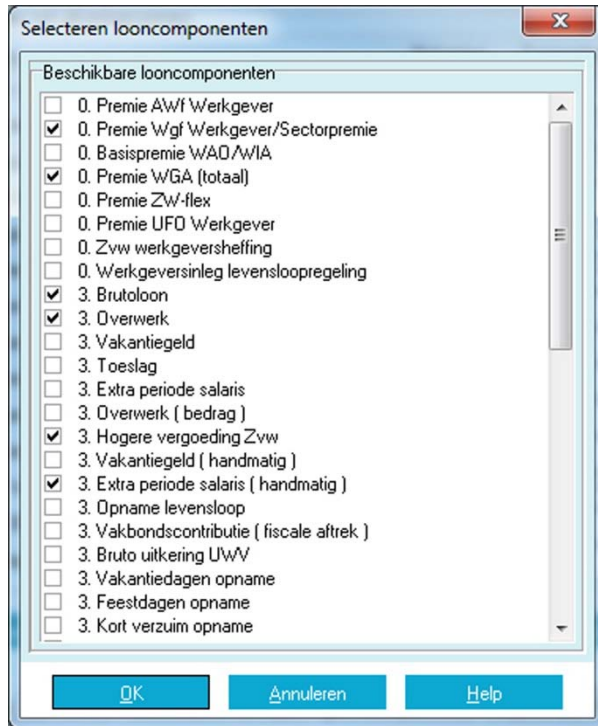 Selecteren looncomponenten
Beschikbare looncomponenten
0. Premie AWf Werkgever
0. Premie Wgf Werkgever/Sectorpremie
0. Basispremie WAO/WIA
0. Premie WGA (totaal)
0. Premie ZW-flex
0. Premie UFO Werkgever
0. Zvw werkgeversheffing
0. Werkgeversinleg levensloopregeling
3. Brutoloon
3. Overwerk
3. Vakantiegeld
3. Toeslag
3. Extra periode salaris
3. Overwerk ( bedrag )
3. Hogere vergoeding Zvw
3. Vakantiegeld ( handmatig )
3. Extra periode salaris ( handmatig )
3. Opname levensloop
3. Vakbondscontributie ( fiscale aftrek )
3. Bruto uitkering UWV
3. Vakantiedagen opname
3. Feestdagen opname
3. Kort verzuim opname
OK Annuleren Help